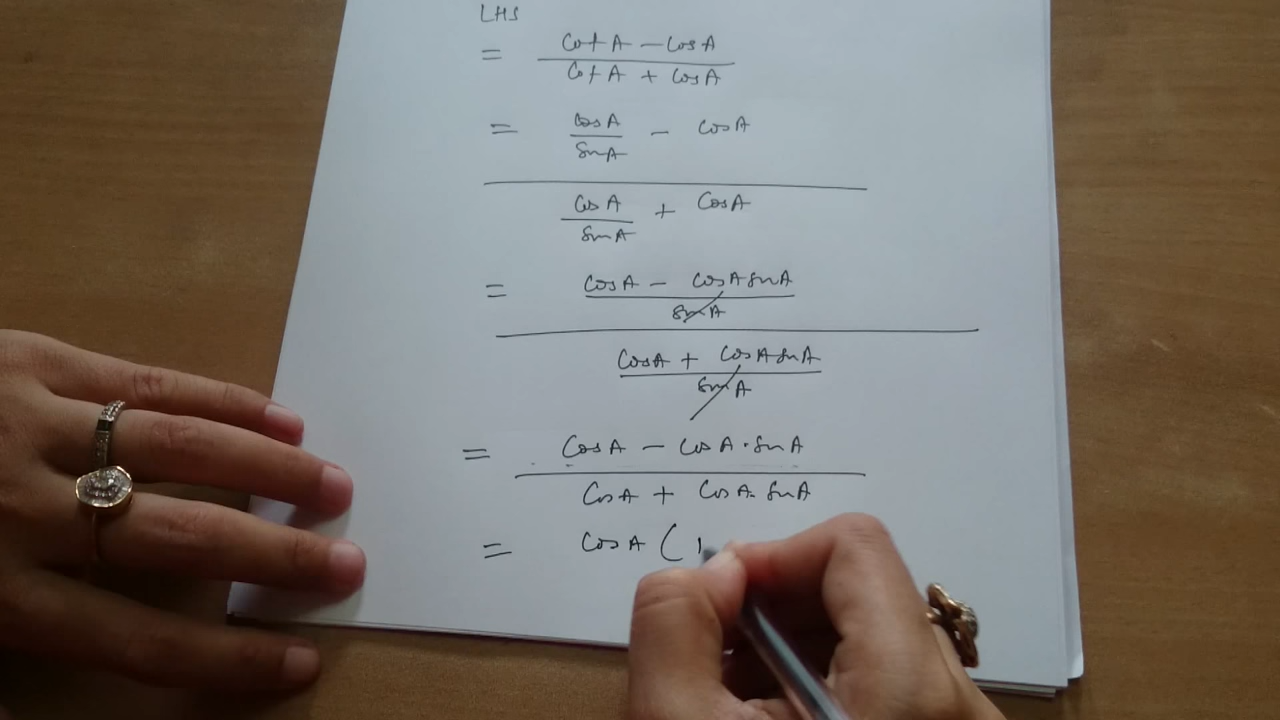 LHS
= Cot A - Cos A
Cot A + Cos A
= Cos A - Cos A
Sin A
Cos A + Cos A
Sin A
= Cos A - Cos A Sin A
Sin A
Cos A + Cos A Sin A
Sin A
= Cos A - Cos A . Sin A
Cos A + Cos A . Sin A
= Cos A ( 1